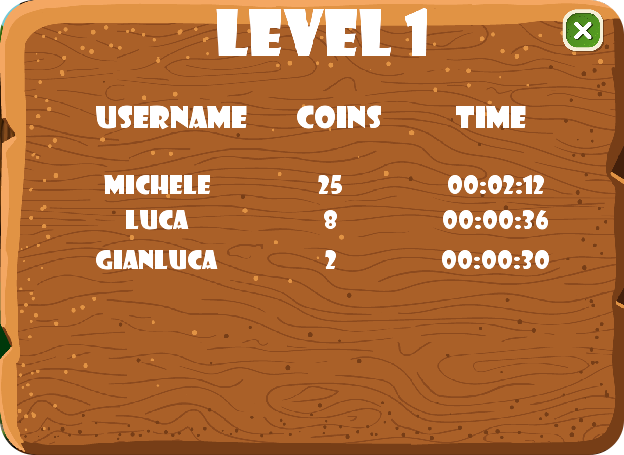 LEVEL 1
USERNAME COINS TIME
MICHELE 25 00:02:12
LUCA 8 00:00:36
GIANLUCA 2 00:00:30